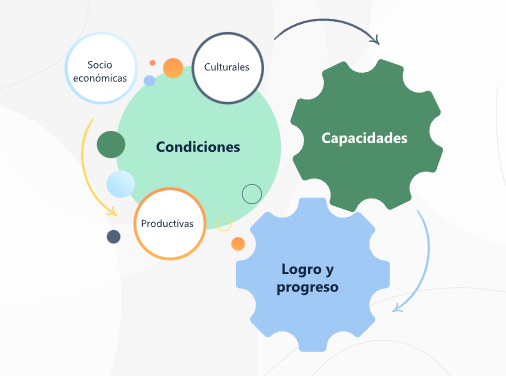 Socio
económicas
Culturales
Condiciones
Capacidades
Productivas
Logro y
progreso